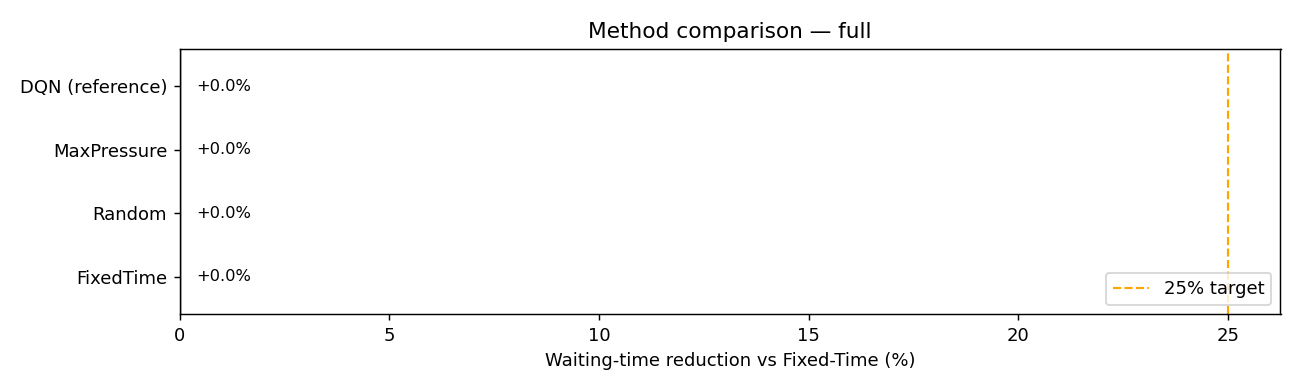 Method comparison — full
DQN (reference)
+0.0%
MaxPressure
+0.0%
Random
+0.0%
FixedTime
+0.0%
25% target
0 5 10 15 20 25
Waiting-time reduction vs Fixed-Time (%)